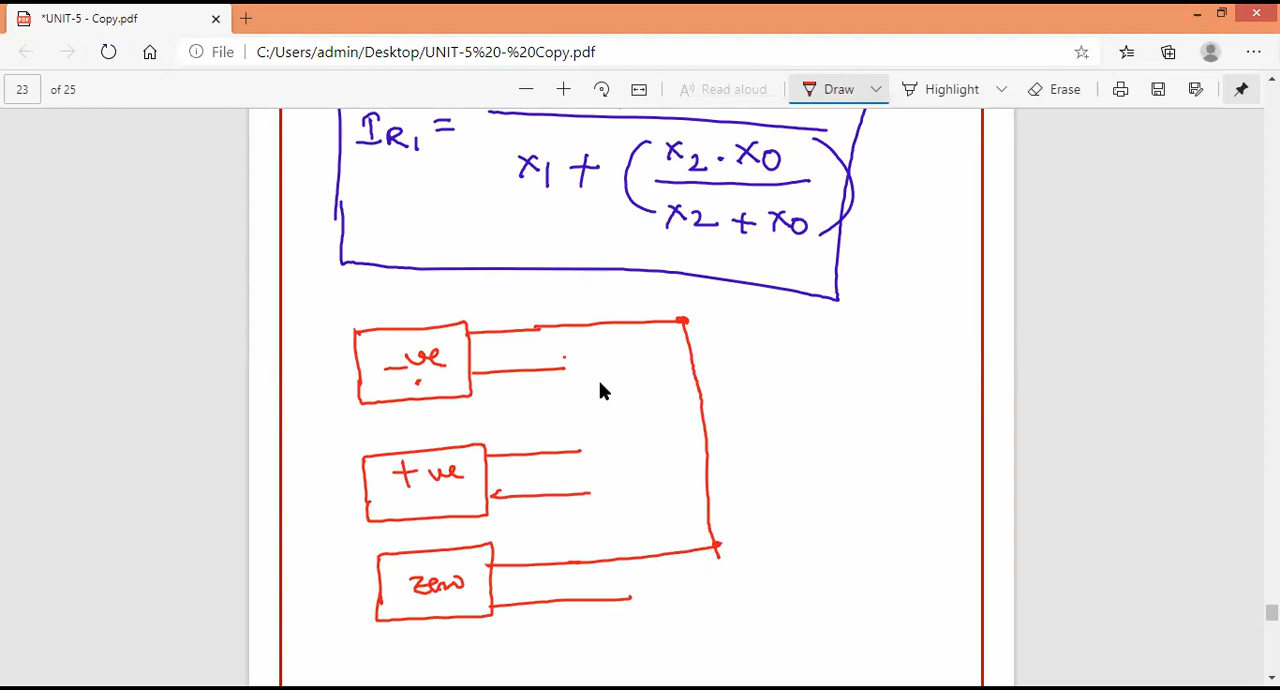 *UNIT-5 - Copy.pdf
File C:/Users/admin/Desktop/UNIT-5%20-%20Copy.pdf
23 of 25 Read aloud Draw Highlight Erase
IR1 =
x1 + (x2 . x0
x2 + x0)
-ve
+ve
zero